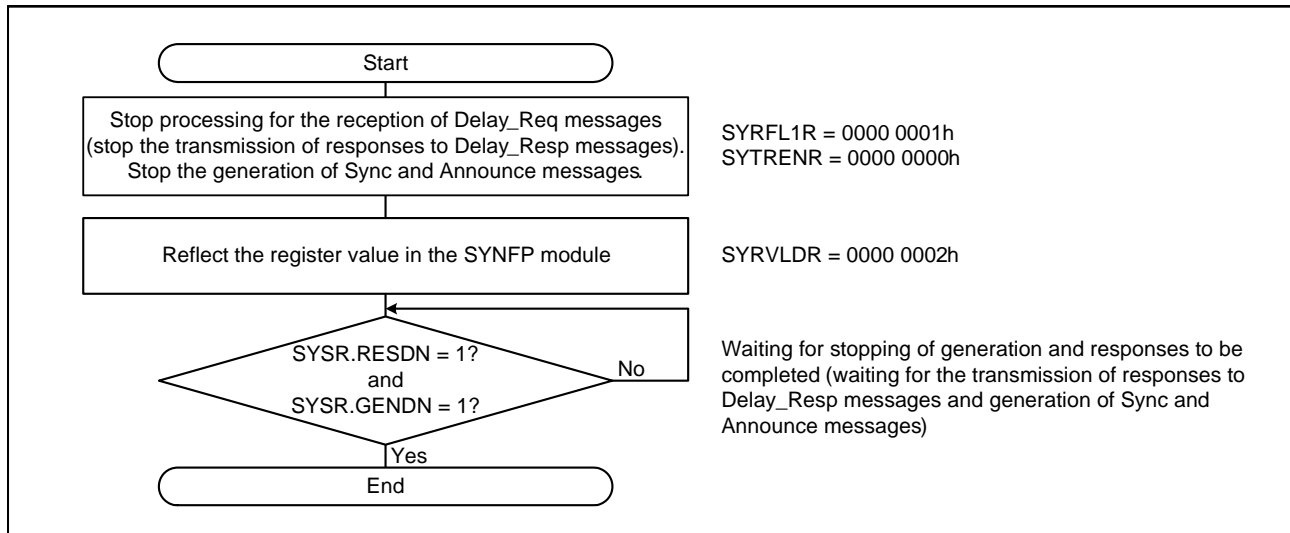 Start
Stop processing for the reception of Delay_Req messages
(stop the transmission of responses to Delay_Resp messages).
Stop the generation of Sync and Announce messages.
SYRFL1R = 0000 0001h
SYTRENR = 0000 0000h
Reflect the register value in the SYNFP module
SYRVLDR = 0000 0002h
SYSR.RESDN = 1?
and
SYSR.GENDN = 1?
No
Waiting for stopping of generation and responses to be
completed (waiting for the transmission of responses to
Delay_Resp messages and generation of Sync and
Announce messages)
Yes
End